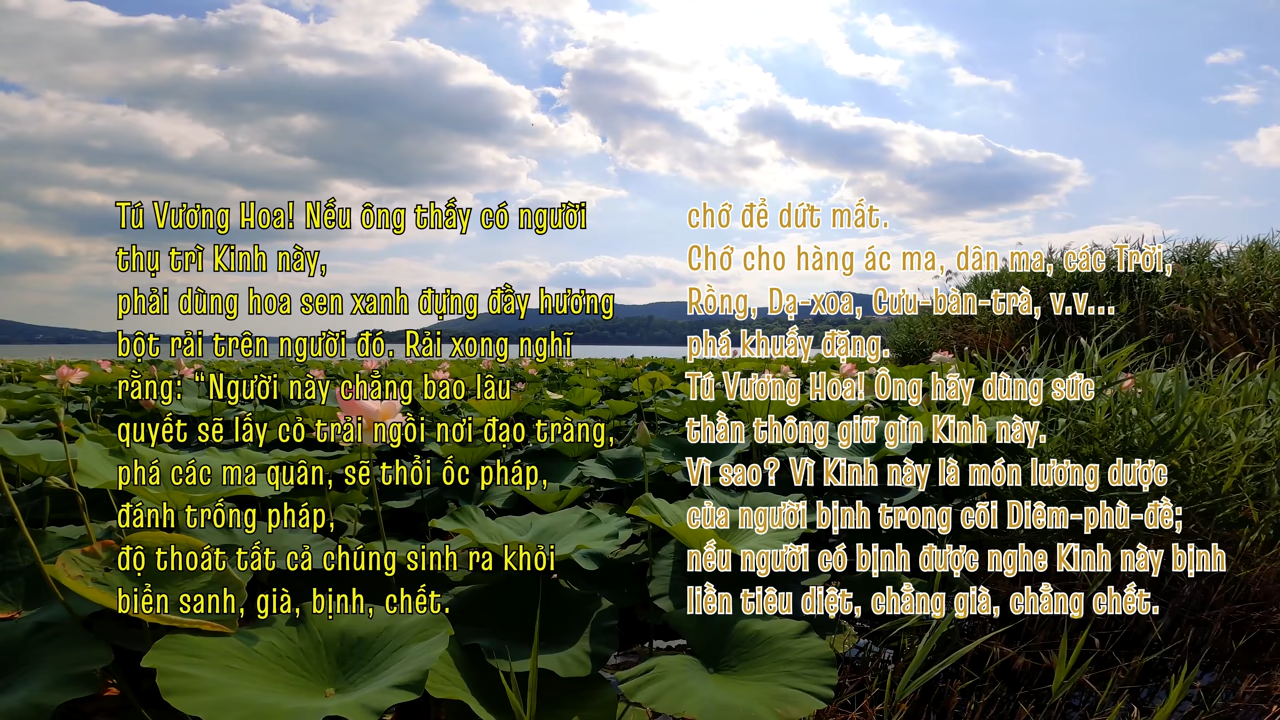 Tú Vương Hoa! Nếu ông thấy có người
thụ trì Kinh này,
phải dùng hoa sen xanh đựng đầy hương
bột rải trên người đó. Rải xong nghĩ
rằng: “Người này chẳng bao lâu
quyết sẽ lấy cỏ trải ngồi nơi đạo tràng,
phá các ma quân, sẽ thổi ốc pháp,
đánh trống pháp,
độ thoát tất cả chúng sinh ra khỏi
biển sanh, già, bịnh, chết.
chớ để dứt mất.
Chớ cho hàng ác ma, dân ma, các Trời,
Rồng, Dạ-xoa, Cưu-bàn-trà, v.v...
phá khuấy đặng.
Tú Vương Hoa! Ông hãy dùng sức
thần thông giữ gìn Kinh này.
Vì sao? Vì Kinh này là món lương dược
của người bịnh trong cõi Diêm-phù-đề;
nếu người có bịnh được nghe Kinh này bịnh
liền tiêu diệt, chẳng già, chẳng chết.